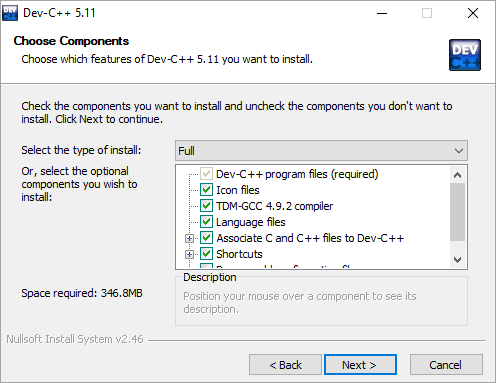 Dev-C++ 5.11
Choose Components
Choose which features of Dev-C++ 5.11 you want to install.
DEV
C++
Check the components you want to install and uncheck the components you don't want to
install. Click Next to continue.
Select the type of install:
Full
Or, select the optional
components you wish to
install:
Dev-C++ program files (required)
Icon files
TDM-GCC 4.9.2 compiler
Language files
Associate C and C++ files to Dev-C++
Shortcuts
Space required: 346.8MB
Description
Position your mouse over a component to see its
description.
Nullsoft Install System v2.46
< Back
Next >
Cancel